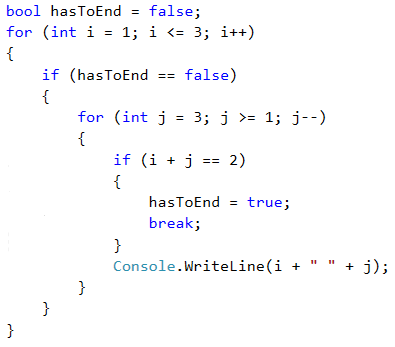 bool hasToEnd = false;
for (int i = 1; i <= 3; i++)
{
    if (hasToEnd == false)
    {
        for (int j = 3; j >= 1; j--)
        {
            if (i + j == 2)
            {
                hasToEnd = true;
                break;
            }
            Console.WriteLine(i + " " + j);
        }
    }
}